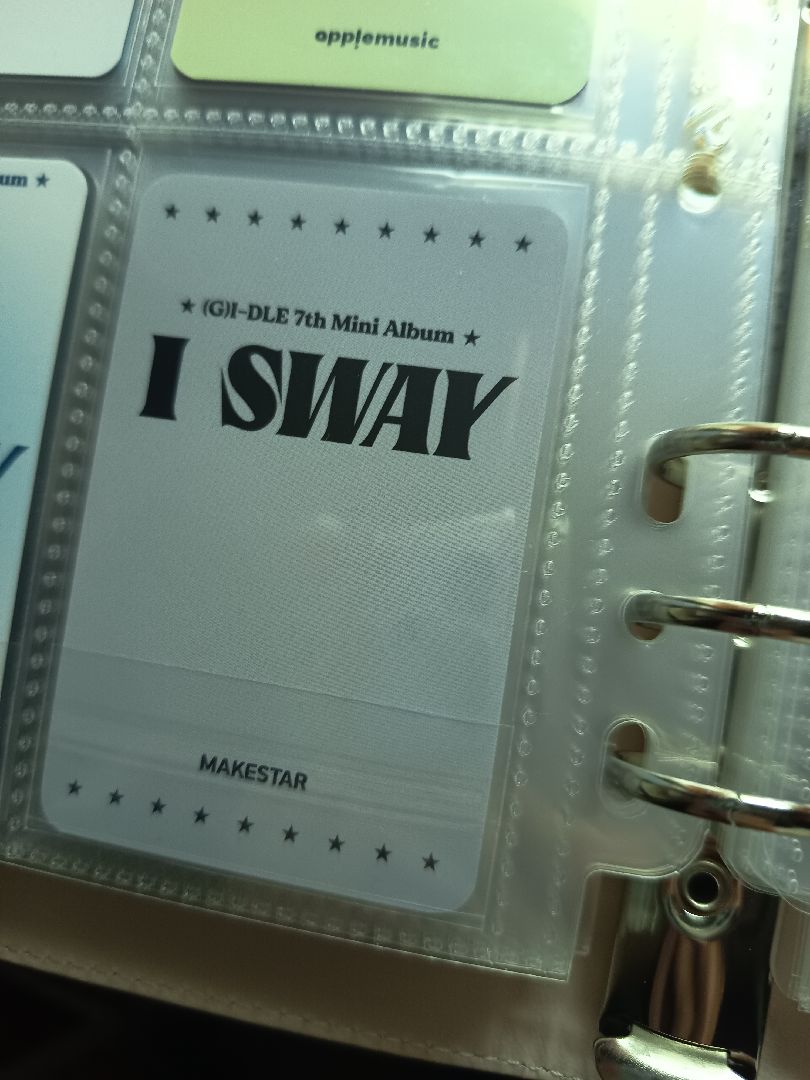 applemusic
um ★
★ ★ ★ ★ ★ ★ ★ ★ ★
★ (G)I-DLE 7th Mini Album ★
I SWAY
Y
MAKESTAR
★ ★ ★ ★ ★ ★ ★ ★ ★